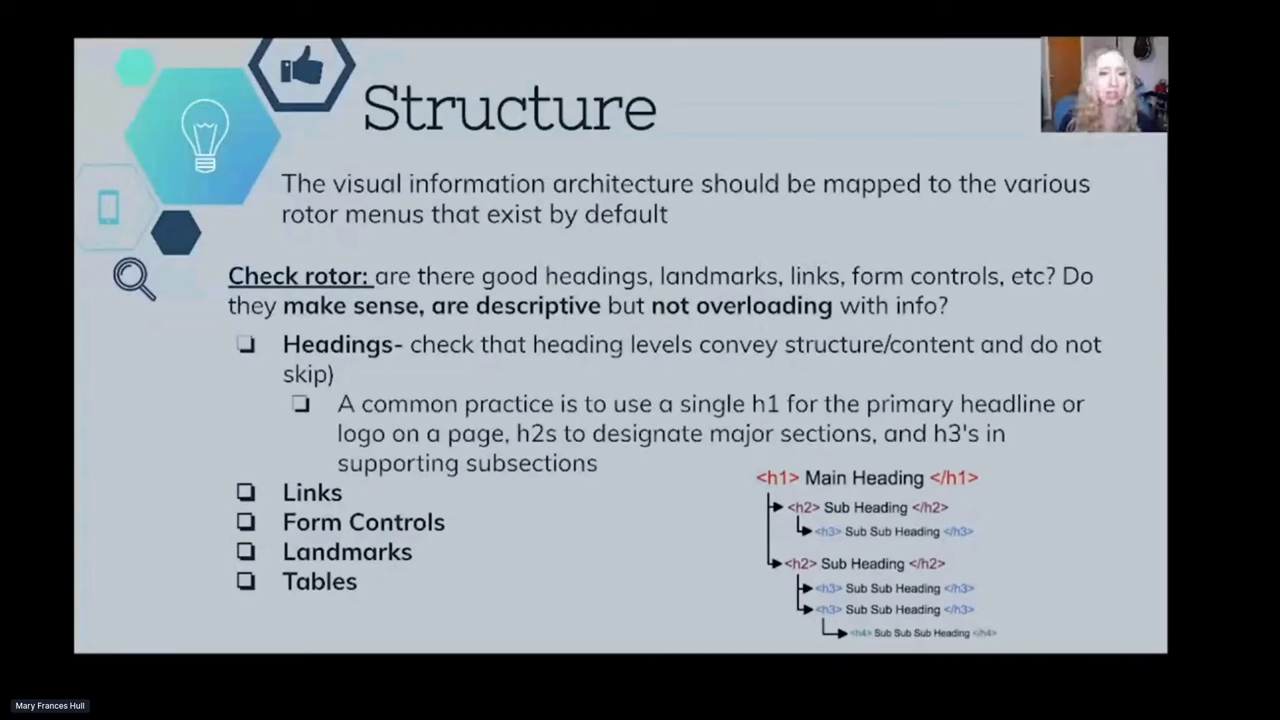 Structure
The visual information architecture should be mapped to the various
rotor menus that exist by default
Check rotor: are there good headings, landmarks, links, form controls, etc? Do
they make sense, are descriptive but not overloading with info?
Headings- check that heading levels convey structure/content and do not
skip)
A common practice is to use a single h1 for the primary headline or
logo on a page, h2s to designate major sections, and h3's in
supporting subsections
Links
Form Controls
Landmarks
Tables
<h1> Main Heading </h1>
<h2> Sub Heading </h2>
<h3> Sub Sub Heading </h3>
<h2> Sub Heading </h2>
<h3> Sub Sub Heading </h3>
<h3> Sub Sub Heading </h3>
<h4> Sub Sub Sub Heading </h4>
Mary Frances Hull